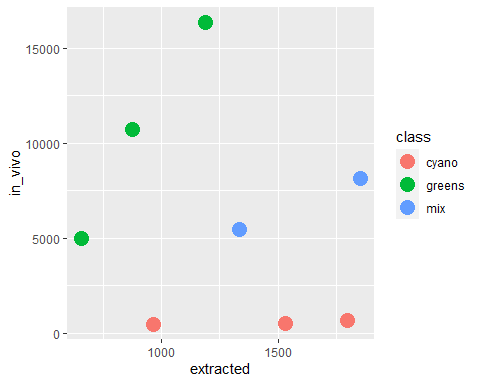 15000
10000
5000
0
in_vivo
1000 1500
extracted
class
cyano
greens
mix